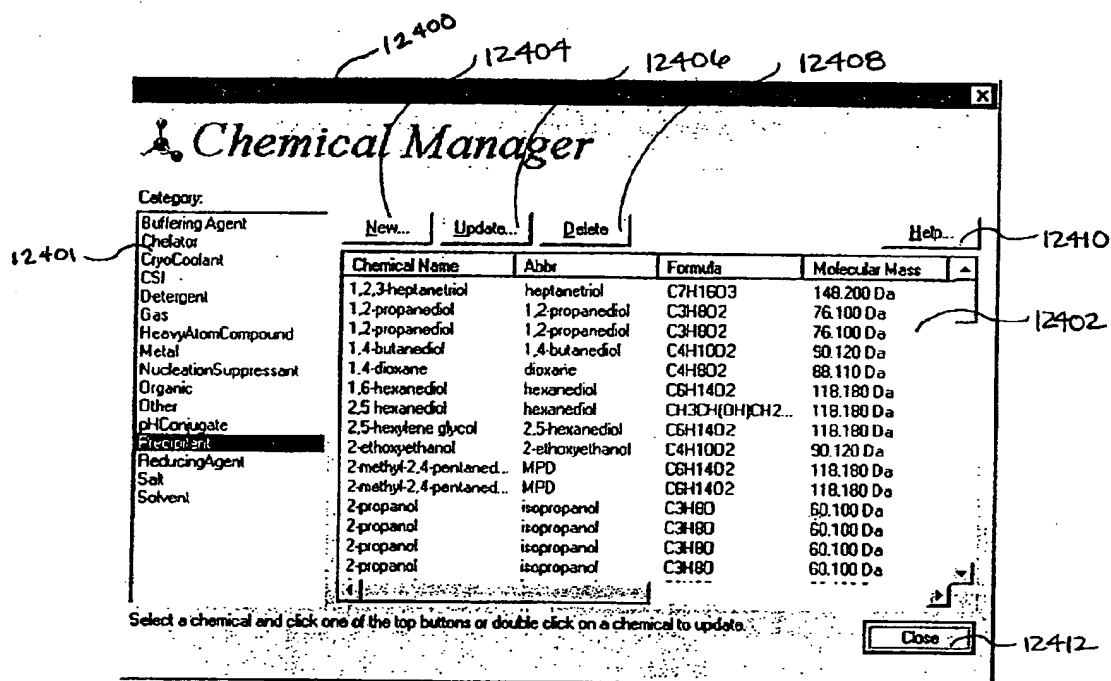 12400 12404 12406 12408
Chemical Manager
Category:
Buffering Agent
Chelator
CryoCoolant
CSI
Detergent
Gas
HeavyAtomCompound
Metal
NucleationSuppressant
Organic
Other
pHConjugate
Precipitent
ReducingAgent
Salt
Solvent
12401
New... Update... Delete Help... 12410
Chemical Name Abbr Formula Molecular Mass
1,2,3-heptanetriol heptanetriol C7H16O3 148.200 Da
1,2-propanediol 1,2-propanediol C3H8O2 76.100 Da
1,2-propanediol 1,2-propanediol C3H8O2 76.100 Da
1,4-butanediol 1,4-butanediol C4H10O2 90.120 Da
1,4-dioxane dioxane C4H8O2 88.110 Da
1,6-hexanediol hexanediol C6H14O2 118.180 Da
2,5 hexanediol hexanediol CH3CH(OH)CH2... 118.180 Da
2,5-hexylene glycol 2,5-hexanediol C6H14O2 118.180 Da
2-ethoxyethanol 2-ethoxyethanol C4H10O2 90.120 Da
2-methyl-2,4-pentaned... MPD C6H14O2 118.180 Da
2-methyl-2,4-pentaned... MPD C6H14O2 118.180 Da
2-propanol isopropanol C3H8O 60.100 Da
2-propanol isopropanol C3H8O 60.100 Da
2-propanol isopropanol C3H8O 60.100 Da
2-propanol isopropanol C3H8O 60.100 Da
12402
Select a chemical and click one of the top buttons or double click on a chemical to update.
Close 12412